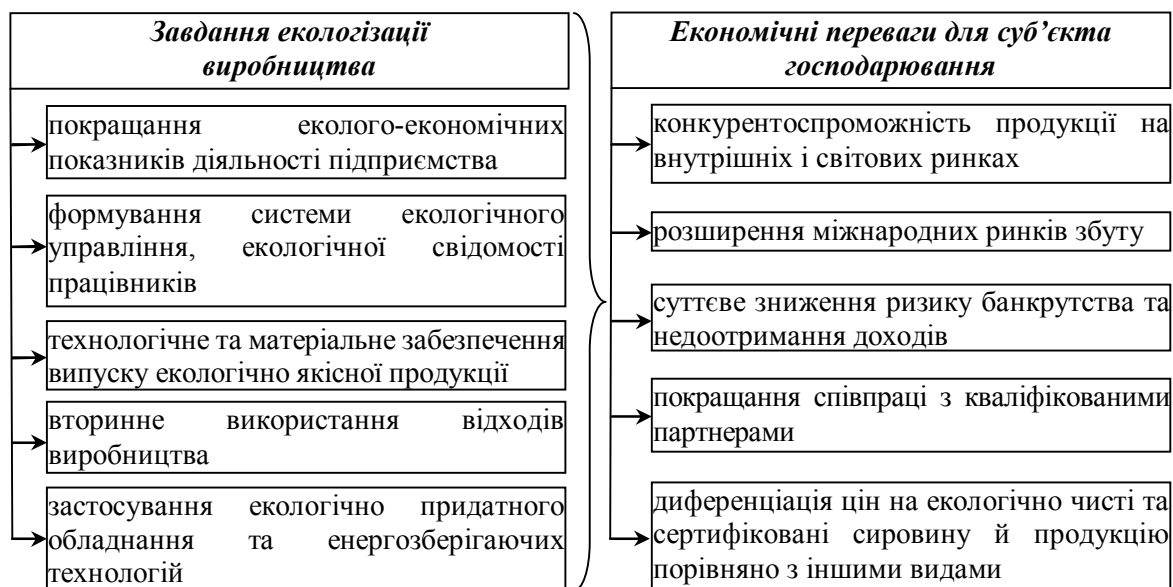 Завдання екологізації
виробництва
покращання еколого-економічних
показників діяльності підприємства
формування системи екологічного
управління, екологічної свідомості
працівників
технологічне та матеріальне забезпечення
випуску екологічно якісної продукції
вторинне використання відходів
виробництва
застосування екологічно придатного
обладнання та енергозберігаючих
технологій
Економічні переваги для суб’єкта
господарювання
конкурентоспроможність продукції на
внутрішніх і світових ринках
розширення міжнародних ринків збуту
суттєве зниження ризику банкрутства та
недоотримання доходів
покращання співпраці з кваліфікованими
партнерами
диференціація цін на екологічно чисті та
сертифіковані сировину й продукцію
порівняно з іншими видами